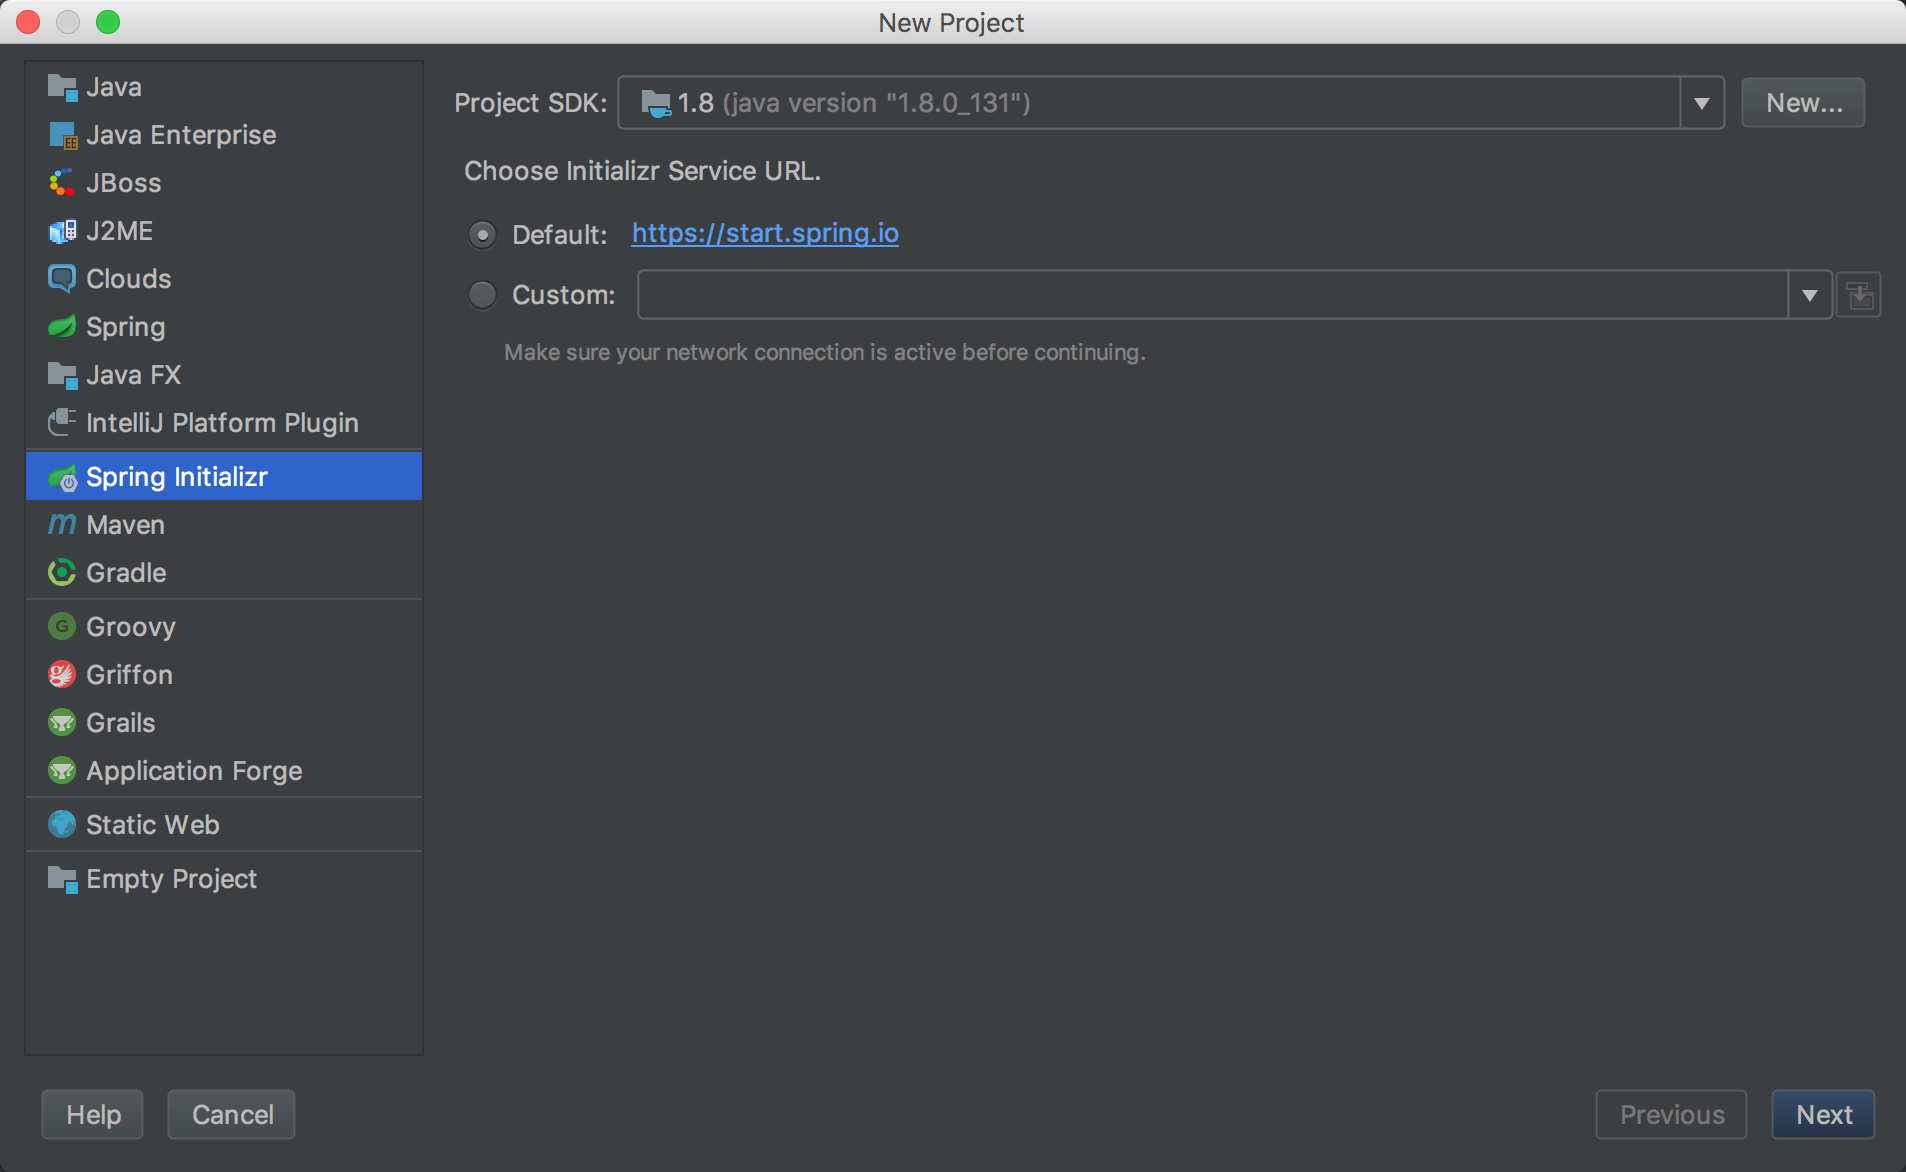 New Project
Java
Java Enterprise
JBoss
J2ME
Clouds
Spring
Java FX
IntelliJ Platform Plugin
Spring Initializr
Maven
Gradle
Groovy
Griffon
Grails
Application Forge
Static Web
Empty Project
Project SDK: 1.8 (java version "1.8.0_131") New...
Choose Initializr Service URL.
Default: https://start.spring.io
Custom:
Make sure your network connection is active before continuing.
Help Cancel Previous Next